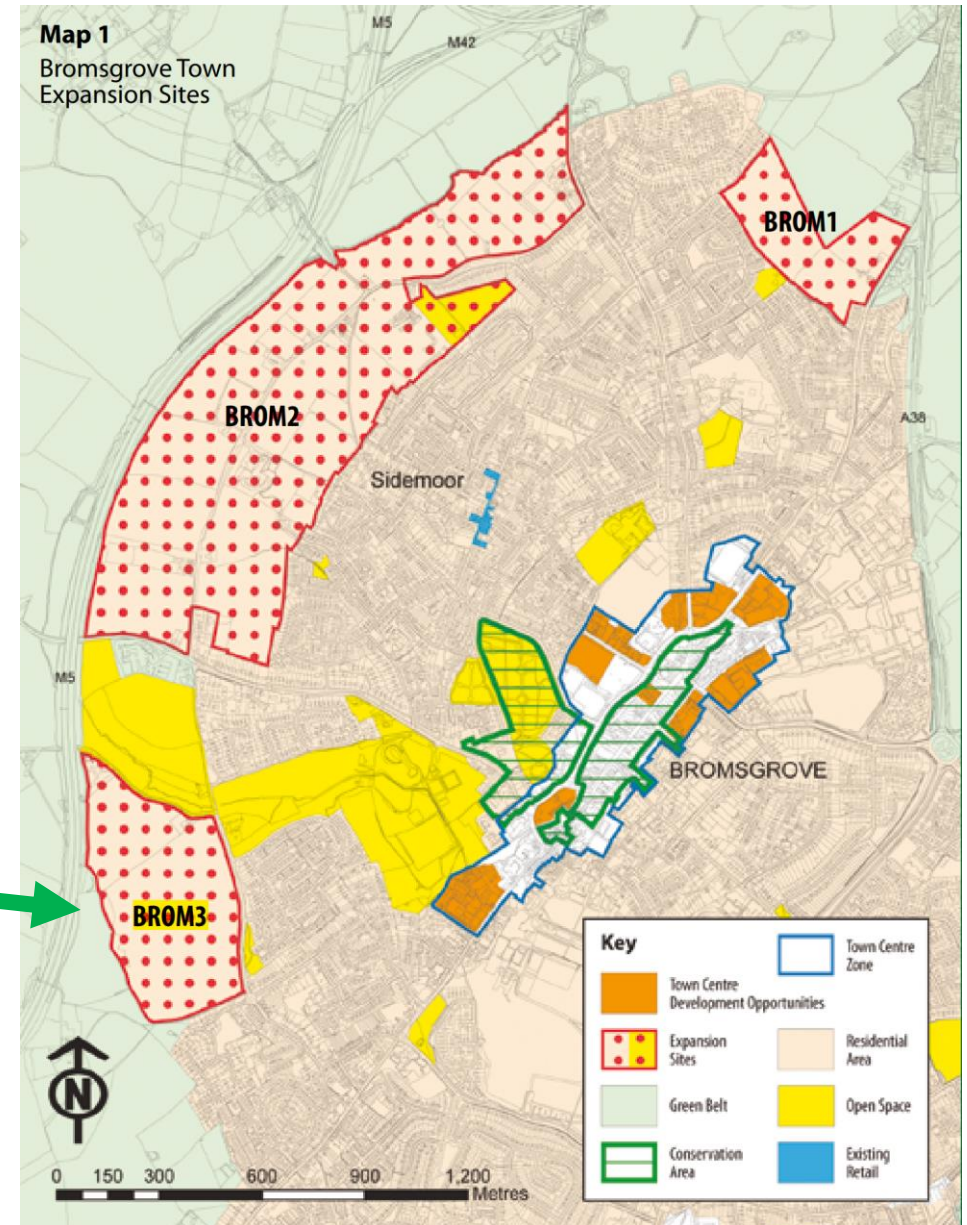 Map 1
Bromsgrove Town
Expansion Sites
M5
M42
BROM1
BROM2
A38
Sidemoor
M5
BROMSGROVE
BROM3
Key
Town Centre
Development Opportunities
Expansion
Sites
Green Belt
Conservation
Area
Town Centre
Zone
Residential
Area
Open Space
Existing
Retail
N
0 150 300 600 900 1,200
Metres